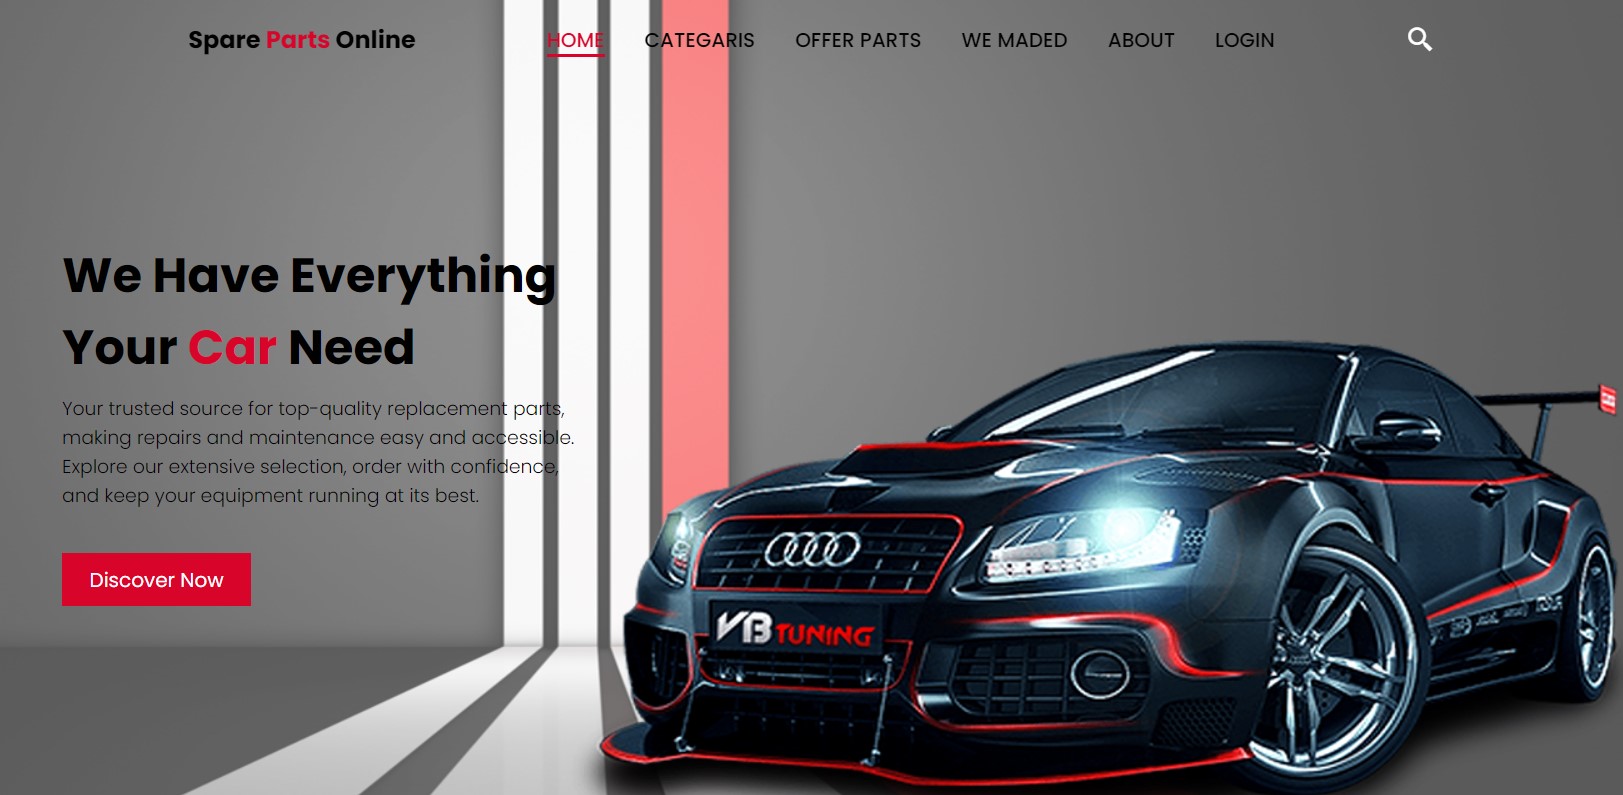 Spare Parts Online
HOME CATEGARIS OFFER PARTS WE MADED ABOUT LOGIN
We Have Everything
Your Car Need
Your trusted source for top-quality replacement parts,
making repairs and maintenance easy and accessible.
Explore our extensive selection, order with confidence,
and keep your equipment running at its best.
Discover Now
VB TUNING